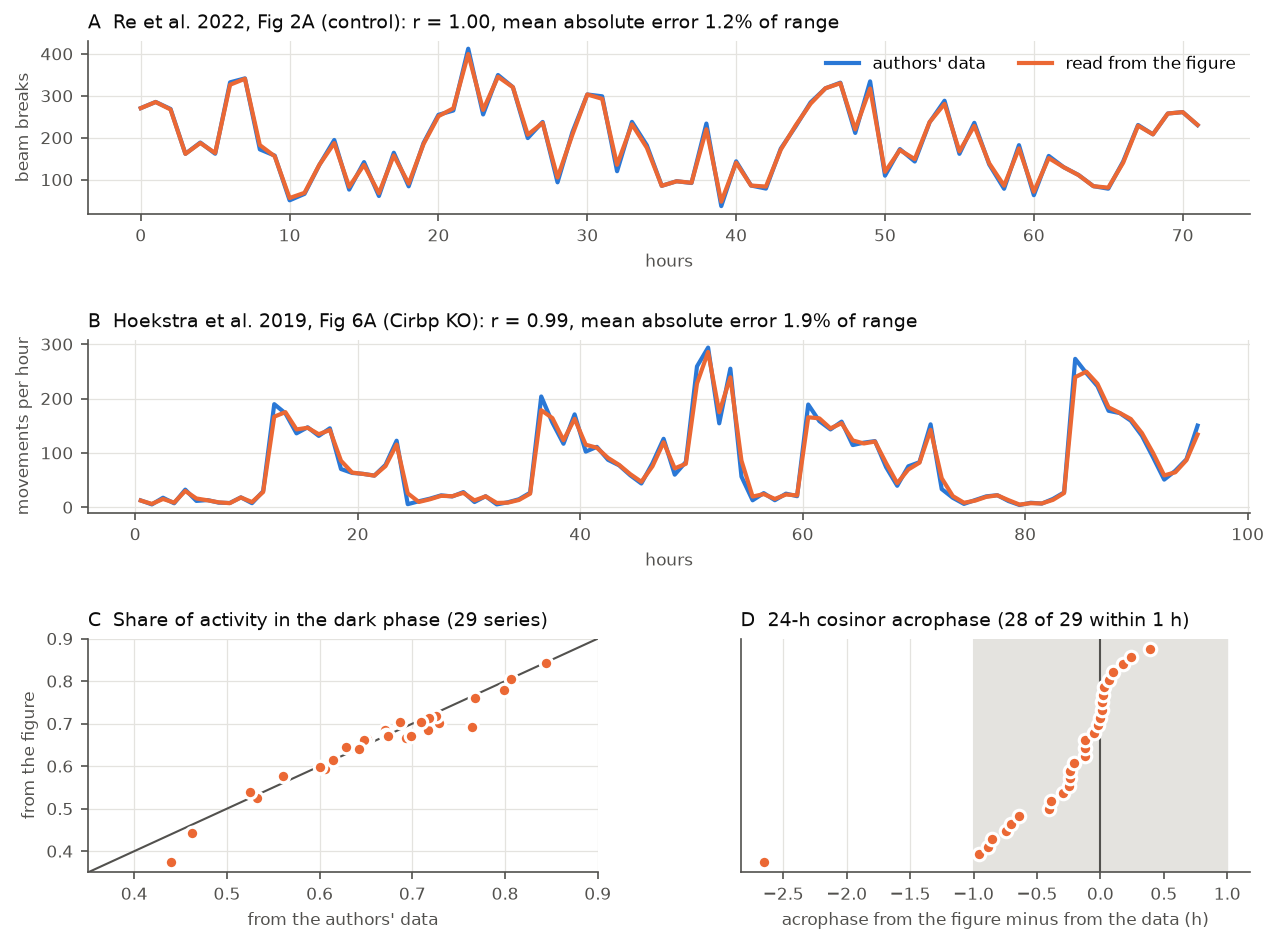 A  Re et al. 2022, Fig 2A (control): r = 1.00, mean absolute error 1.2% of range
authors' data
read from the figure
beam breaks
400
300
200
100
0 10 20 30 40 50 60 70
hours
B  Hoekstra et al. 2019, Fig 6A (Cirbp KO): r = 0.99, mean absolute error 1.9% of range
movements per hour
300
200
100
0
0 20 40 60 80 100
hours
C  Share of activity in the dark phase (29 series)
from the figure
0.9
0.8
0.7
0.6
0.5
0.4
0.4 0.5 0.6 0.7 0.8 0.9
from the authors' data
D  24-h cosinor acrophase (28 of 29 within 1 h)
−2.5 −2.0 −1.5 −1.0 −0.5 0.0 0.5 1.0
acrophase from the figure minus from the data (h)